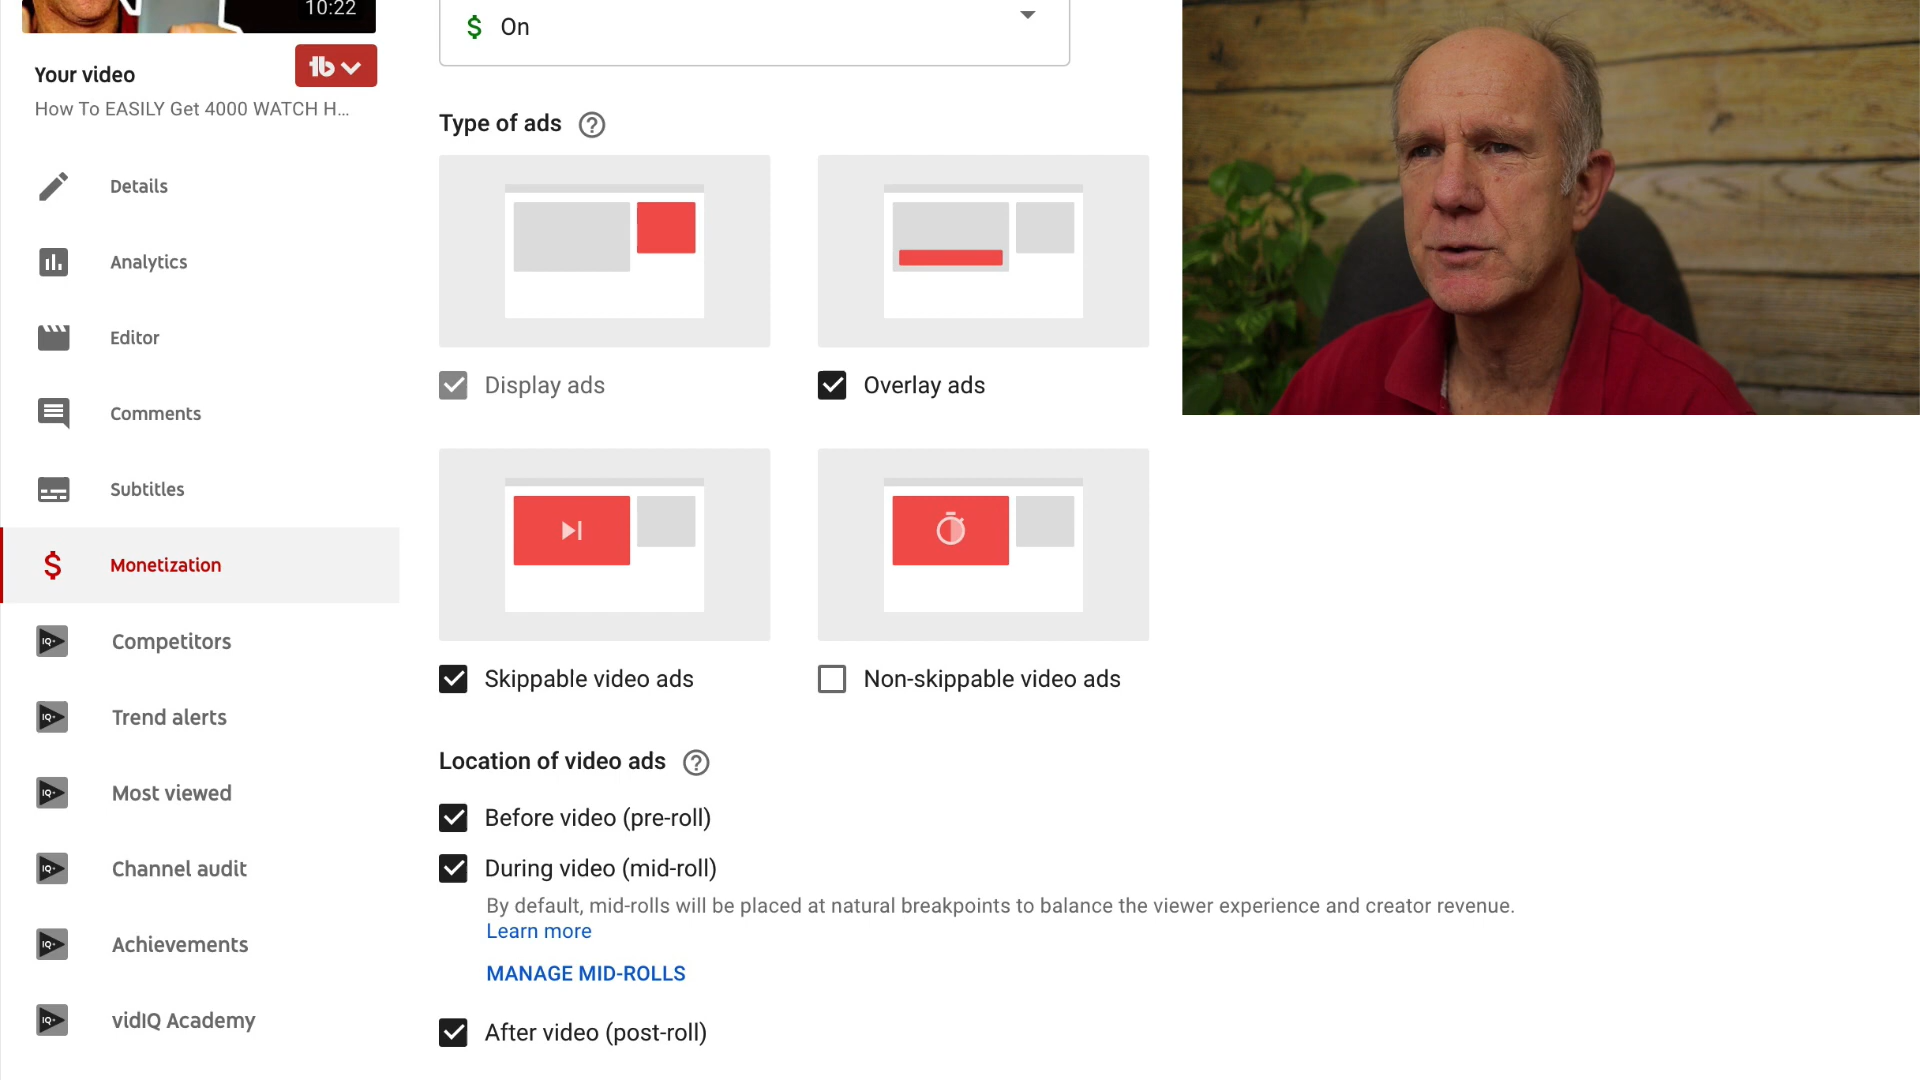 10:22
$ On
Your video
How To EASILY Get 4000 WATCH H...
Type of ads
Details
Analytics
Editor
Display ads
Overlay ads
Comments
Subtitles
Monetization
Skippable video ads
Non-skippable video ads
Competitors
Trend alerts
Location of video ads
Most viewed
Before video (pre-roll)
Channel audit
During video (mid-roll)
By default, mid-rolls will be placed at natural breakpoints to balance the viewer experience and creator revenue.
Learn more
Achievements
MANAGE MID-ROLLS
vidIQ Academy
After video (post-roll)